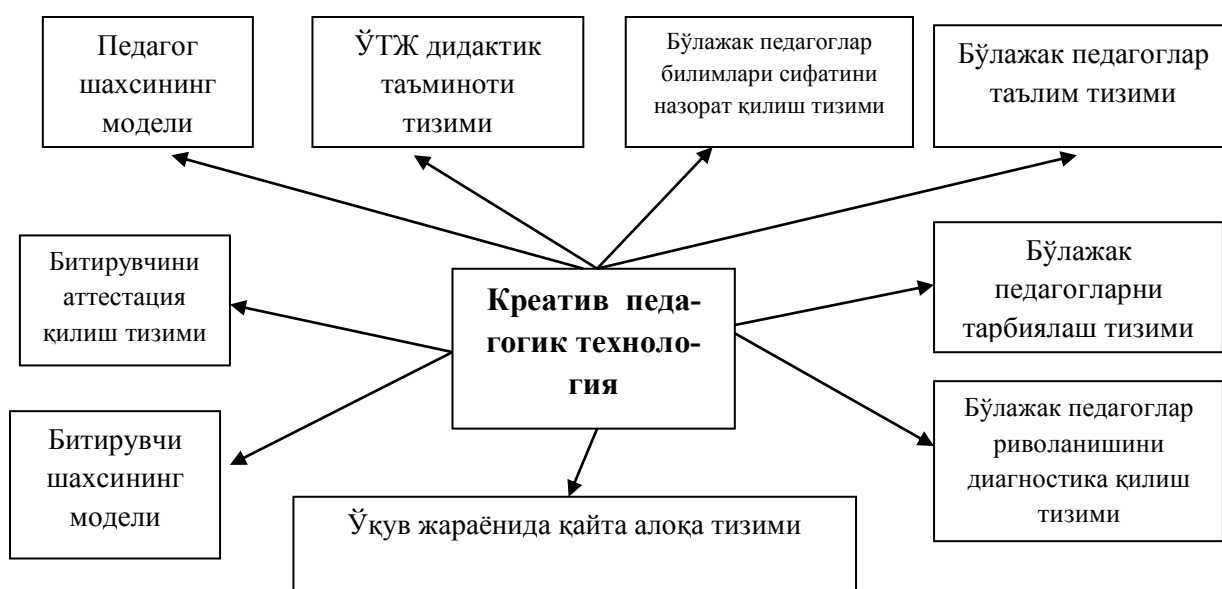 Педагог
шахсининг
модели
ЎТЖ дидактик
таъминоти
тизими
Бўлажак педагоглар
билимлари сифатини
назорат қилиш тизими
Бўлажак педагоглар
таълим тизими
Битирувчини
аттестация
қилиш тизими
Креатив педа-
гогик техноло-
гия
Бўлажак
педагогларни
тарбиялаш тизими
Битирувчи
шахсининг
модели
Бўлажак педагоглар
риволанишини
диагностика қилиш
тизими
Ўқув жараёнида қайта алоқа тизими